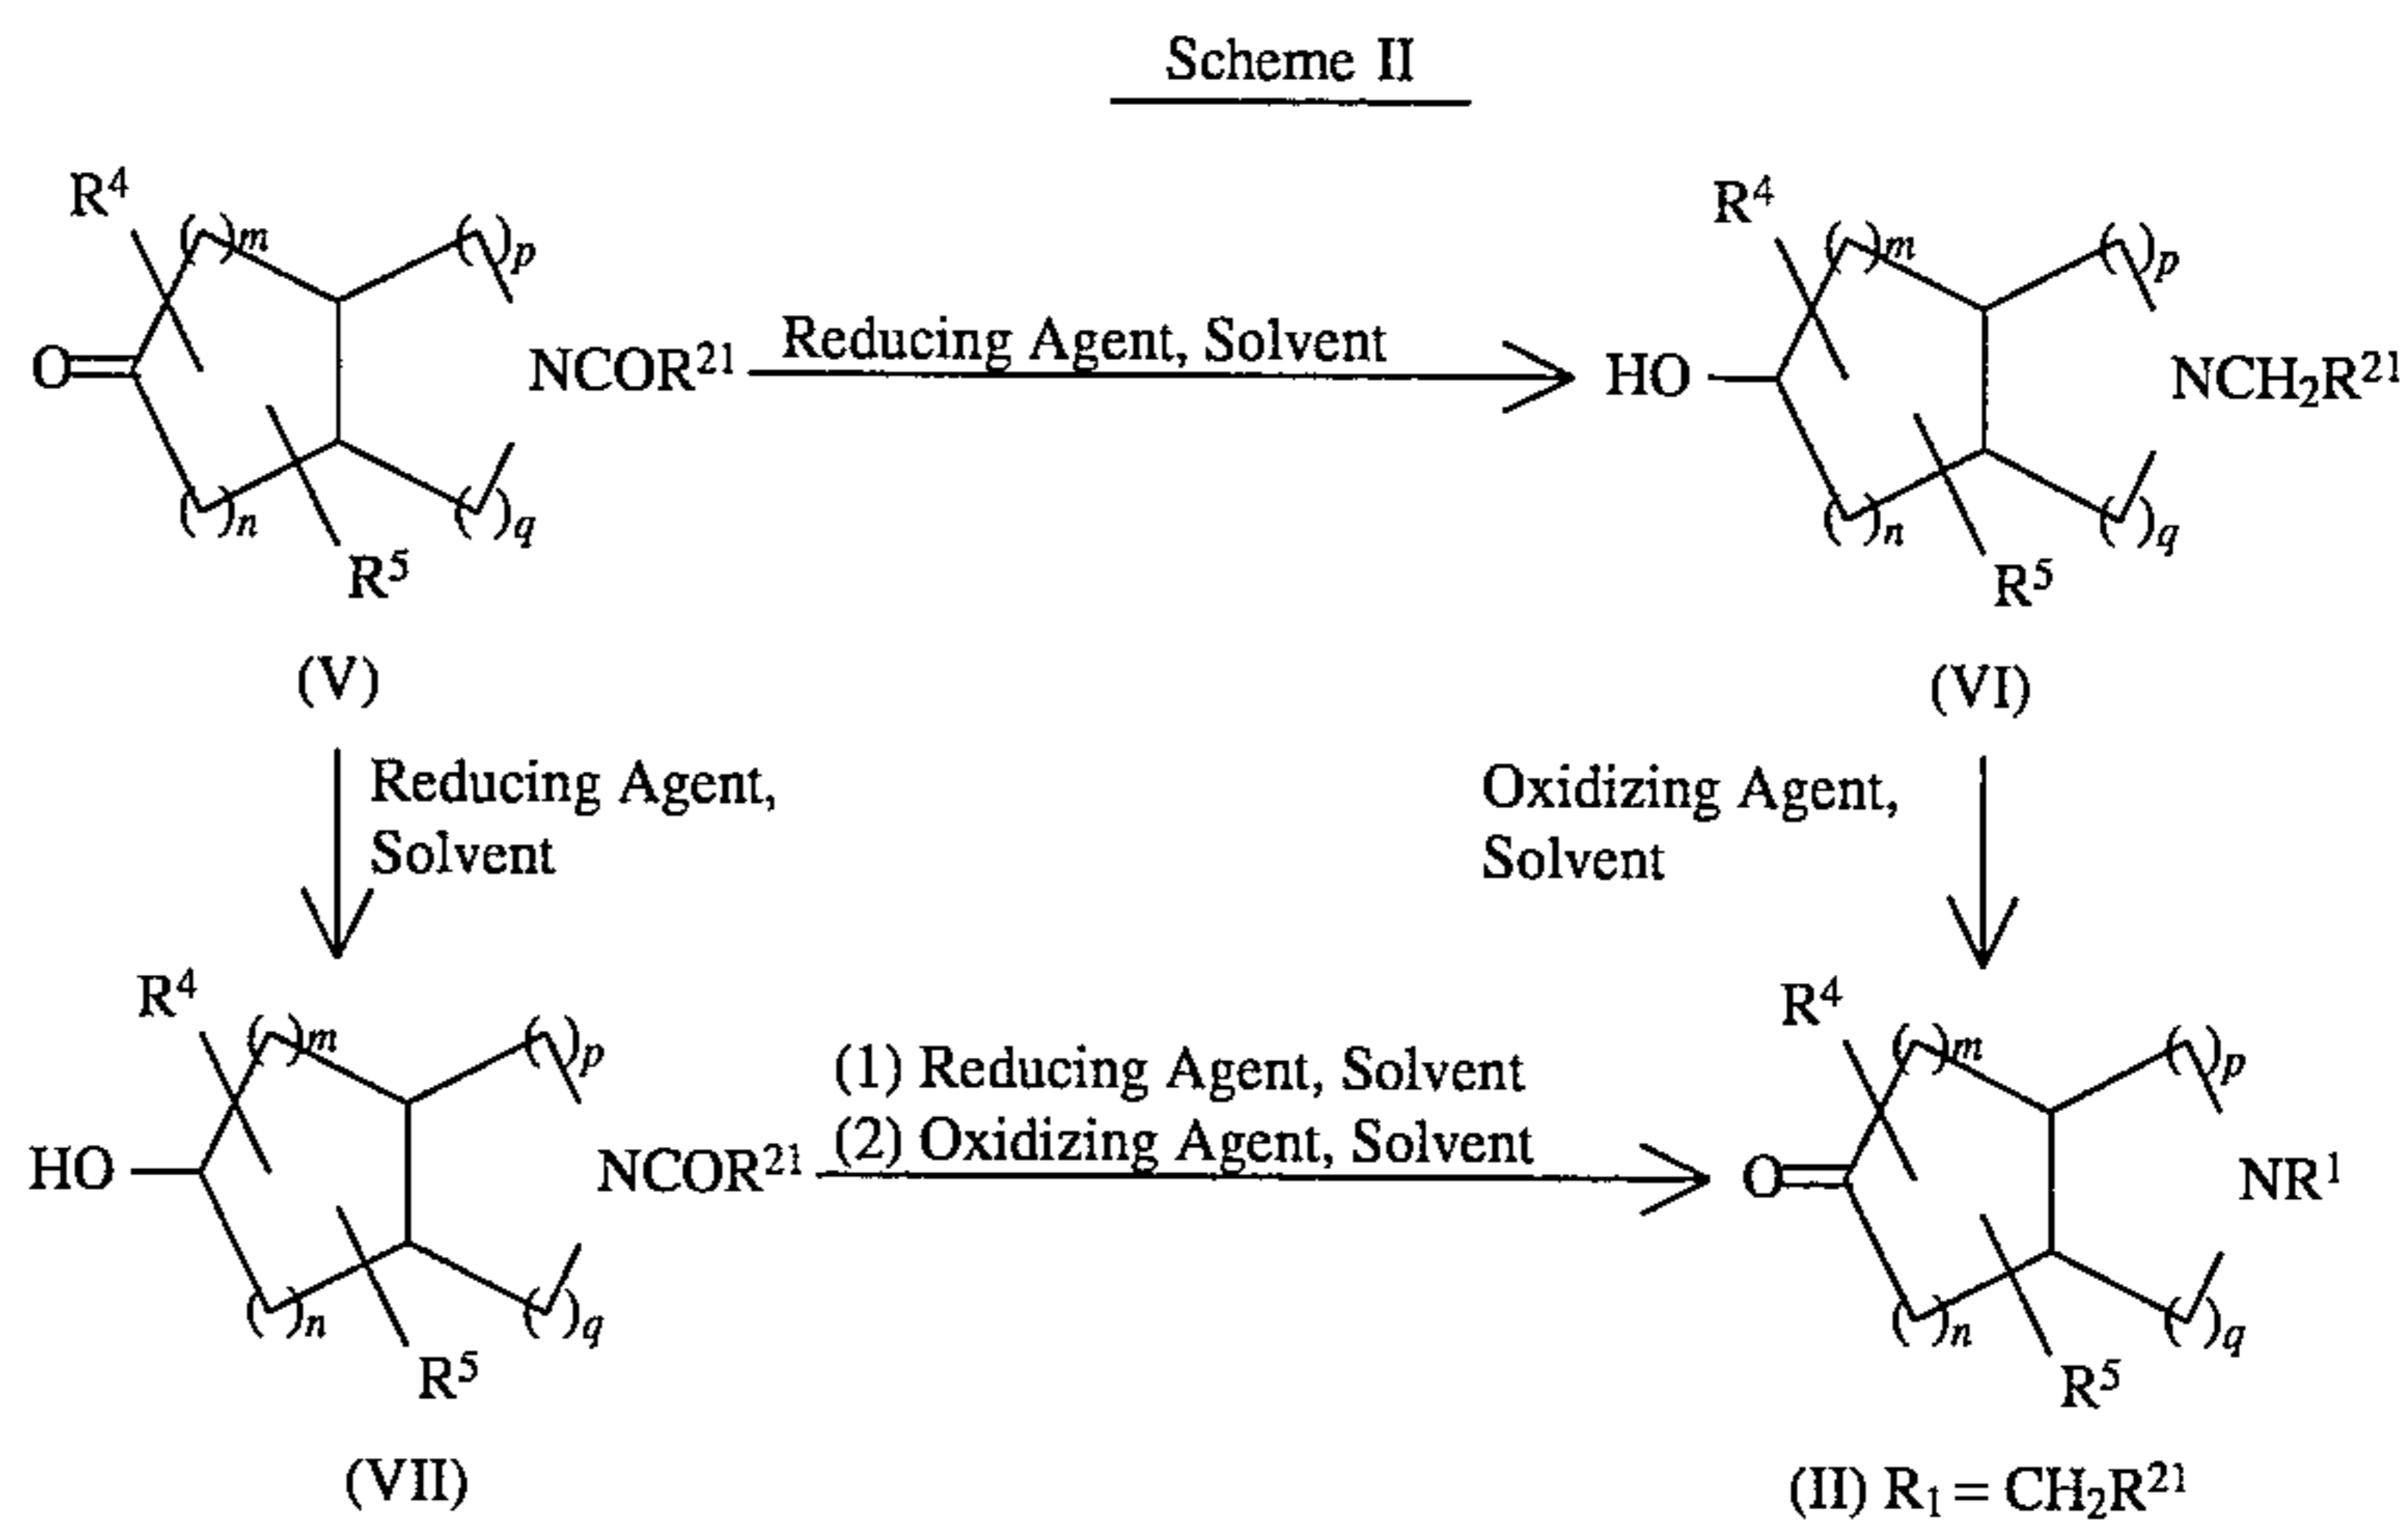 Scheme II
R⁴
( )m
( )p
O
NCOR²¹
( )n
( )q
R⁵
(V)
Reducing Agent, Solvent
R⁴
( )m
( )p
HO
NCH₂R²¹
( )n
( )q
R⁵
(VI)
Reducing Agent,
Solvent
Oxidizing Agent,
Solvent
R⁴
( )m
( )p
HO
NCOR²¹
( )n
( )q
R⁵
(VII)
(1) Reducing Agent, Solvent
(2) Oxidizing Agent, Solvent
R⁴
( )m
( )p
O
NR¹
( )n
( )q
R⁵
(II) R₁ = CH₂R²¹